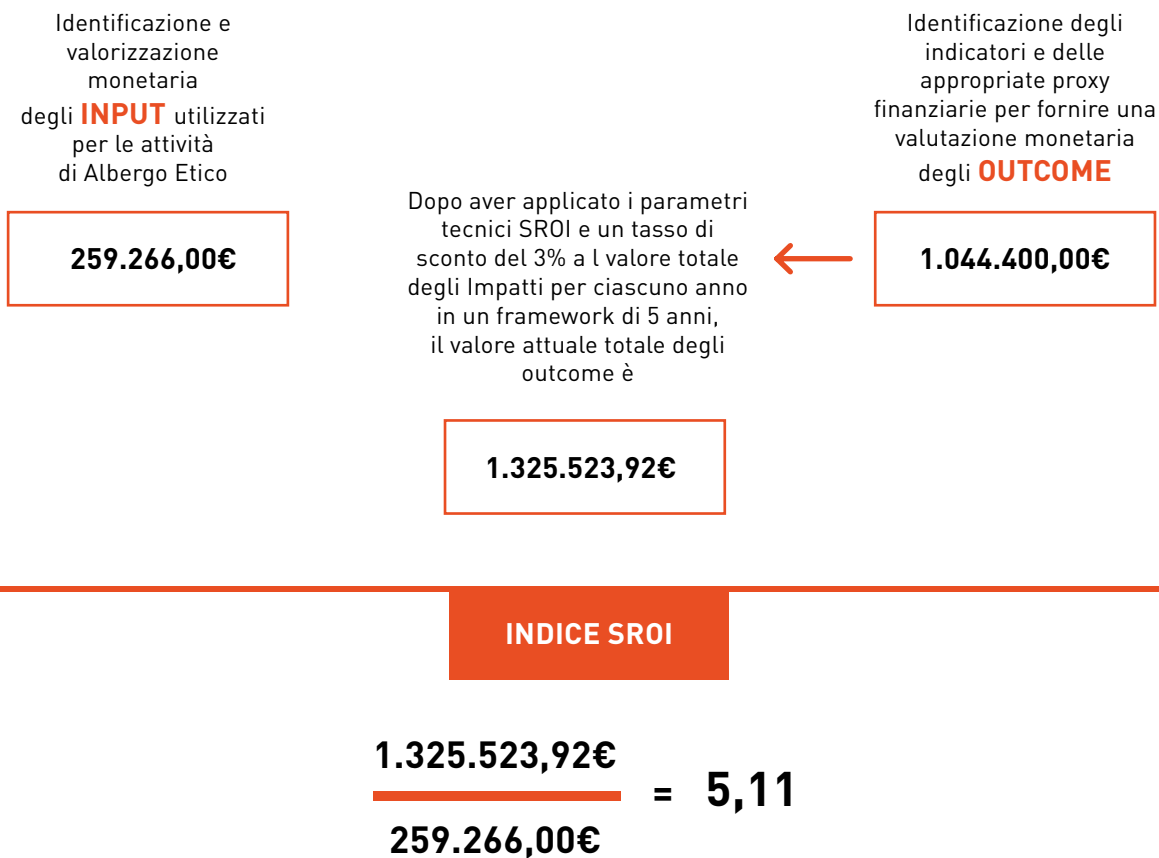 Identificazione e
valorizzazione
monetaria
degli INPUT utilizzati
per le attività
di Albergo Etico
259.266,00€
Identificazione degli
indicatori e delle
appropriate proxy
finanziarie per fornire una
valutazione monetaria
degli OUTCOME
1.044.400,00€
Dopo aver applicato i parametri
tecnici SROI e un tasso di
sconto del 3% a l valore totale
degli Impatti per ciascuno anno
in un framework di 5 anni,
il valore attuale totale degli
outcome è
1.325.523,92€
INDICE SROI
1.325.523,92€
= 5,11
259.266,00€